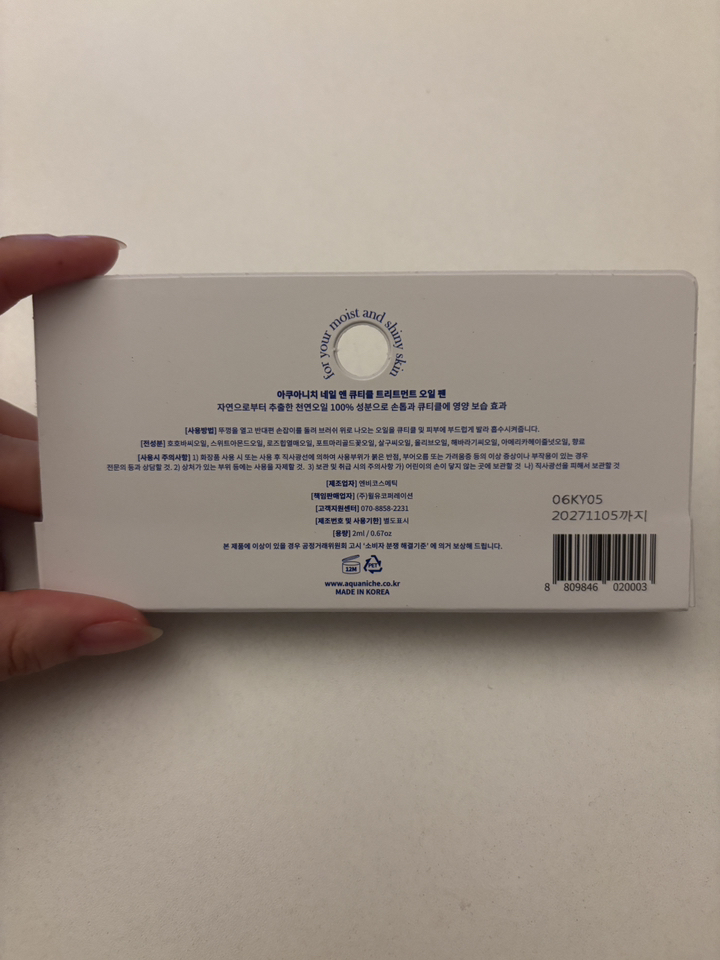 for your moist and shiny skin
아쿠아니치 네일 앤 큐티클 트리트먼트 오일 펜
자연으로부터 추출한 천연오일 100% 성분으로 손톱과 큐티클에 영양 보습 효과
[사용방법] 뚜껑을 열고 반대편 손잡이를 돌려 브러쉬 위로 나오는 오일을 큐티클 및 피부에 부드럽게 발라 흡수시켜줍니다.
[전성분] 호호바씨오일, 스위트아몬드오일, 로즈힙열매오일, 포트마리골드꽃오일, 살구씨오일, 올리브오일, 해바라기씨오일, 아메리카헤이즐넛오일, 향료
[사용시 주의사항] 1) 화장품 사용 시 또는 사용 후 직사광선에 의하여 사용부위가 붉은 반점, 부어오름 또는 가려움증 등의 이상 증상이나 부작용이 있는 경우
전문의 등과 상담할 것. 2) 상처가 있는 부위 등에는 사용을 자제할 것. 3) 보관 및 취급 시의 주의사항 가) 어린이의 손이 닿지 않는 곳에 보관할 것 나) 직사광선을 피해서 보관할 것
[제조업자] 엔비코스메틱
[책임판매업자] (주)윌유코퍼레이션
[고객지원센터] 070-8858-2231
[제조번호 및 사용기한] 별도표시
[용량] 2ml / 0.67oz
본 제품에 이상이 있을 경우 공정거래위원회 고시 '소비자 분쟁 해결기준' 에 의거 보상해 드립니다.
12M PET
www.aquaniche.co.kr
MADE IN KOREA
06KY05
20271105까지
8 809846 020003